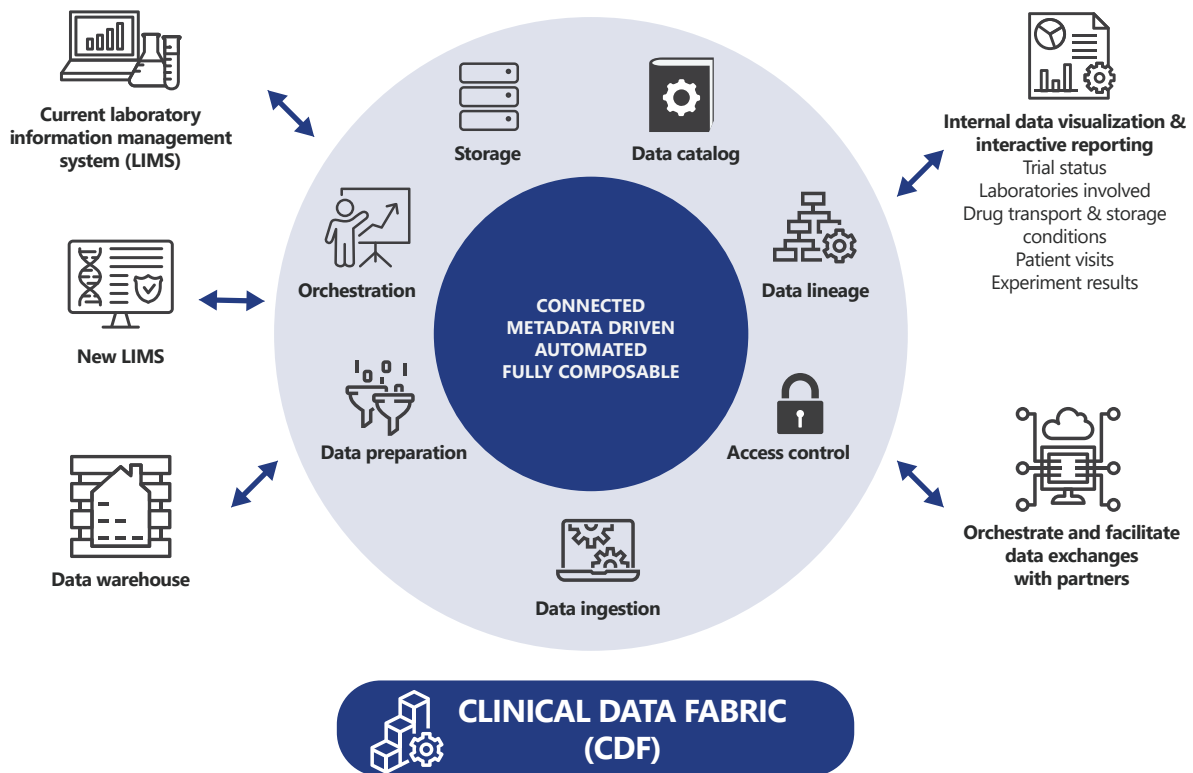 Current laboratory
information management
system (LIMS)
New LIMS
Data warehouse
Storage
Data catalog
Orchestration
Data lineage
CONNECTED
METADATA DRIVEN
AUTOMATED
FULLY COMPOSABLE
Data preparation
Access control
Data ingestion
Internal data visualization &
interactive reporting
Trial status
Laboratories involved
Drug transport & storage
conditions
Patient visits
Experiment results
Orchestrate and facilitate
data exchanges
with partners
CLINICAL DATA FABRIC
(CDF)